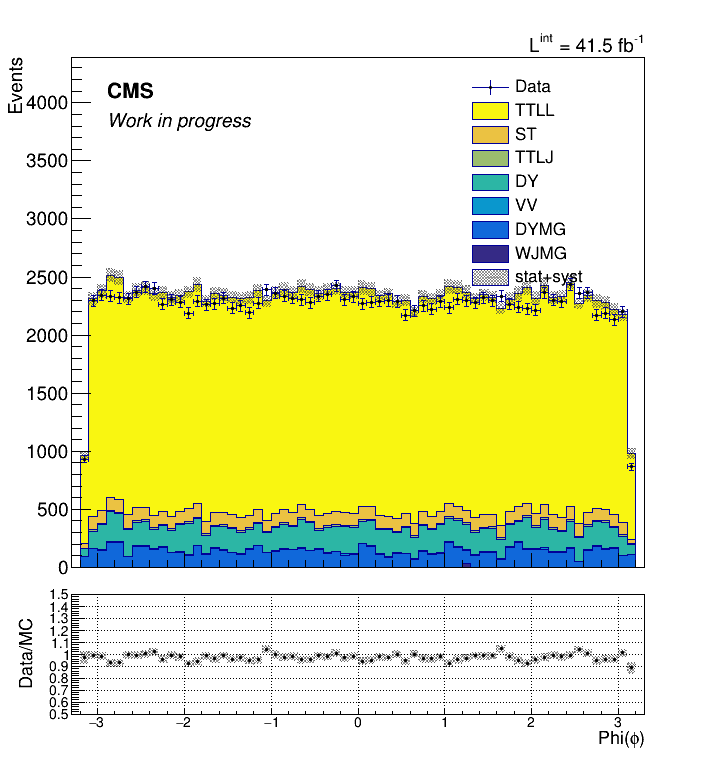 L^int = 41.5 fb^-1
Events
CMS
Work in progress
Data
TTLL
ST
TTLJ
DY
VV
DYMG
WJMG
stat+syst
4000
3500
3000
2500
2000
1500
1000
500
0
Data/MC
1.5
1.4
1.3
1.2
1.1
1
0.9
0.8
0.7
0.6
0.5
−3
−2
−1
0
1
2
3
Phi(ϕ)